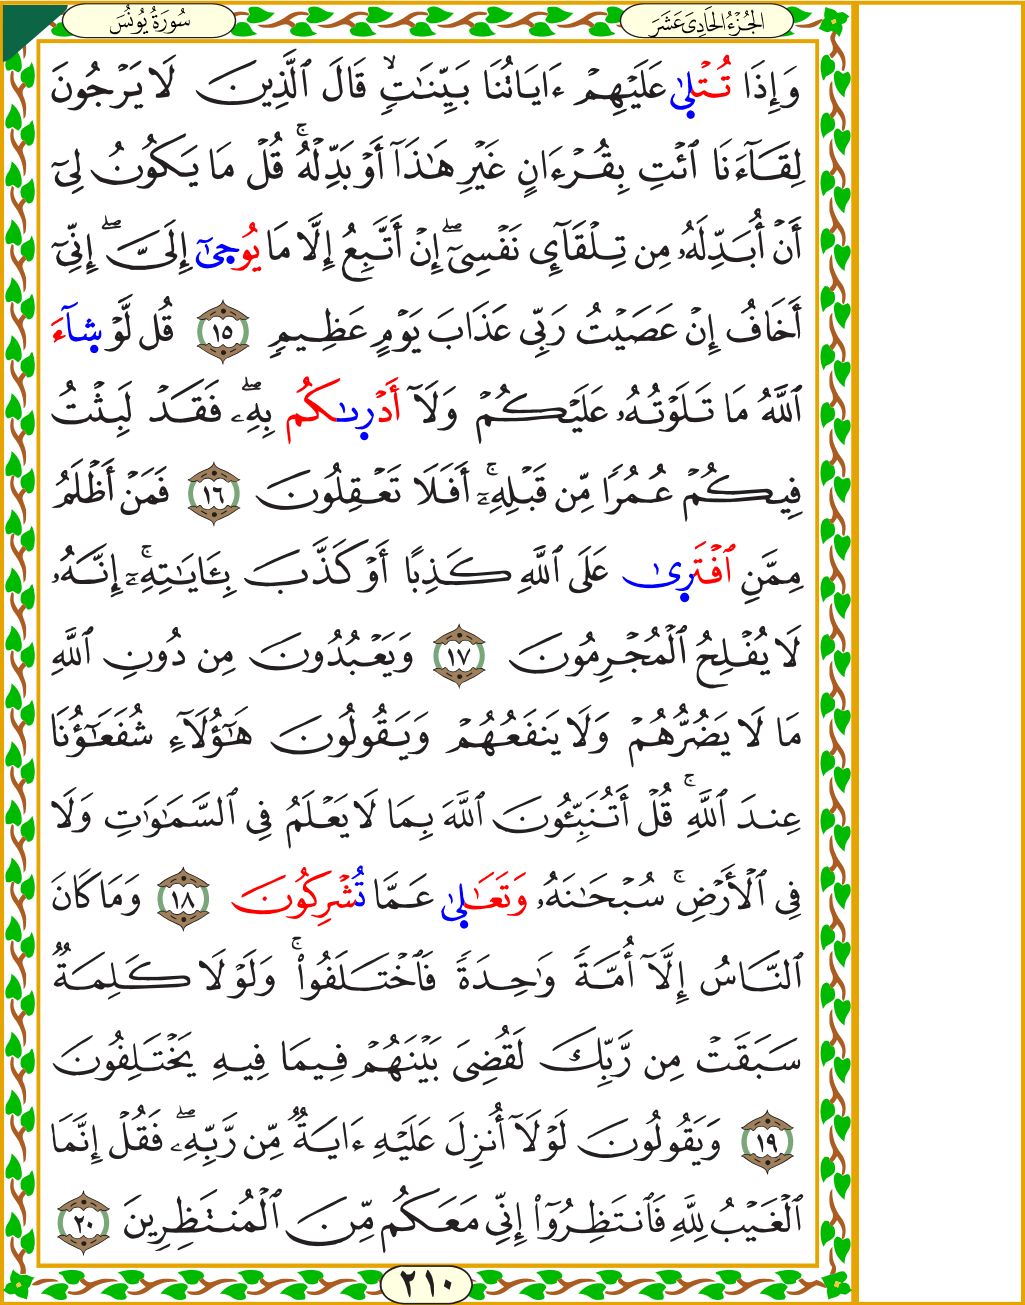 سُورَةُ يُونُسَ
الجُزْءُ الحَادِىَ عَشَرَ
وَإِذَا تُتْلَىٰ عَلَيْهِمْ ءَايَاتُنَا بَيِّنَـٰتٍۙ قَالَ ٱلَّذِينَ لَا يَرْجُونَ
لِقَآءَنَا ٱئْتِ بِقُرْءَانٍ غَيْرِ هَـٰذَآ أَوْ بَدِّلْهُۚ قُلْ مَا يَكُونُ لِىٓ
أَنْ أُبَدِّلَهُۥ مِن تِلْقَآئِ نَفْسِىٓۖ إِنْ أَتَّبِعُ إِلَّا مَا يُوحَىٰٓ إِلَىَّۖ إِنِّىٓ
أَخَافُ إِنْ عَصَيْتُ رَبِّى عَذَابَ يَوْمٍ عَظِيمٍ ١٥ قُل لَّوْ شَآءَ
ٱللَّهُ مَا تَلَوْتُهُۥ عَلَيْكُمْ وَلَآ أَدْرِىٰكُم بِهِۦۖ فَقَدْ لَبِثْتُ
فِيكُمْ عُمُرًا مِّن قَبْلِهِۦٓۚ أَفَلَا تَعْقِلُونَ ١٦ فَمَنْ أَظْلَمُ
مِمَّنِ ٱفْتَرِىٰ عَلَى ٱللَّهِ كَذِبًا أَوْ كَذَّبَ بِـَٔايَـٰتِهِۦٓۚ إِنَّهُۥ
لَا يُفْلِحُ ٱلْمُجْرِمُونَ ١٧ وَيَعْبُدُونَ مِن دُونِ ٱللَّهِ
مَا لَا يَضُرُّهُمْ وَلَا يَنفَعُهُمْ وَيَقُولُونَ هَـٰٓؤُلَآءِ شُفَعَـٰٓؤُنَا
عِندَ ٱللَّهِۚ قُلْ أَتُنَبِّئُونَ ٱللَّهَ بِمَا لَا يَعْلَمُ فِى ٱلسَّمَـٰوَٰتِ وَلَا
فِى ٱلْأَرْضِۚ سُبْحَـٰنَهُۥ وَتَعَـٰلَىٰ عَمَّا تُشْرِكُونَ ١٨ وَمَا كَانَ
ٱلنَّاسُ إِلَّآ أُمَّةً وَٰحِدَةً فَٱخْتَلَفُوا۟ۚ وَلَوْلَا كَلِمَةٌ
سَبَقَتْ مِن رَّبِّكَ لَقُضِىَ بَيْنَهُمْ فِيمَا فِيهِ يَخْتَلِفُونَ
١٩ وَيَقُولُونَ لَوْلَآ أُنزِلَ عَلَيْهِ ءَايَةٌ مِّن رَّبِّهِۦۖ فَقُلْ إِنَّمَا
ٱلْغَيْبُ لِلَّهِ فَٱنتَظِرُوٓا۟ إِنِّى مَعَكُم مِّنَ ٱلْمُنتَظِرِينَ ٢٠
٢١٠